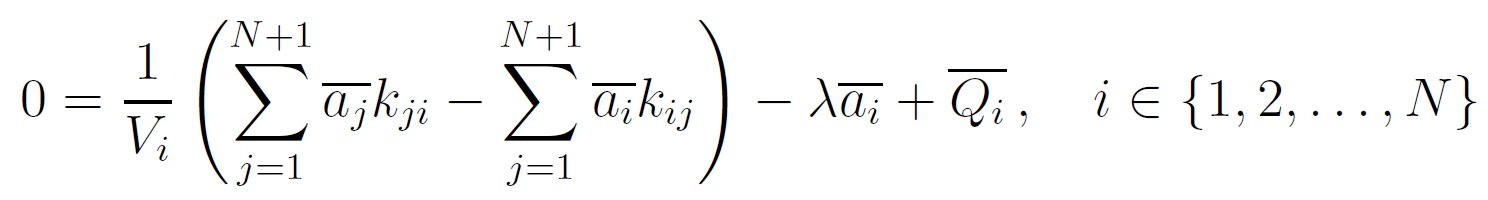 $0 = \frac{1}{V_i} \left( \sum_{j=1}^{N+1} \overline{a_j} k_{ji} - \sum_{j=1}^{N+1} \overline{a_i} k_{ij} \right) - \lambda \overline{a_i} + \overline{Q_i}\,, \quad i \in \{1, 2, \ldots, N\}$